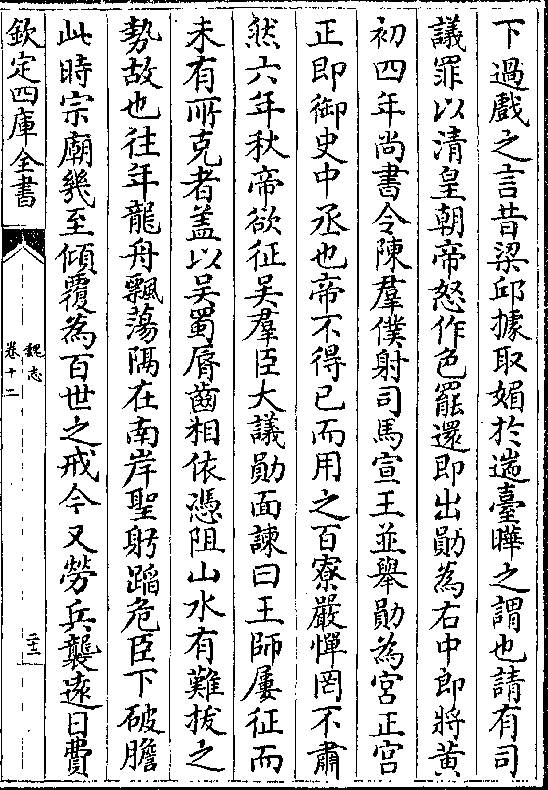 下過戲之言昔梁邱據取媚於遄臺曄之謂也請有司
議罪以清皇朝帝怒作色罷還即出勛為右中郎將黄
初四年尚書令陳羣僕射司馬宣王並舉勛為宮正宮
正即御史中丞也帝不得已而用之百寮嚴憚罔不肅
然六年秋帝欲征吴羣臣大議勛面諫曰王師屢征而
未有所克者盖以吴蜀脣齒相依憑阻山水有難拔之
勢故也往年龍舟飄蕩隔在南岸聖躬蹈危臣下破膽
此時宗廟幾至傾覆為百世之戒今又勞兵襲逺日費
欽定四庫全書
魏志
卷十二
二十二